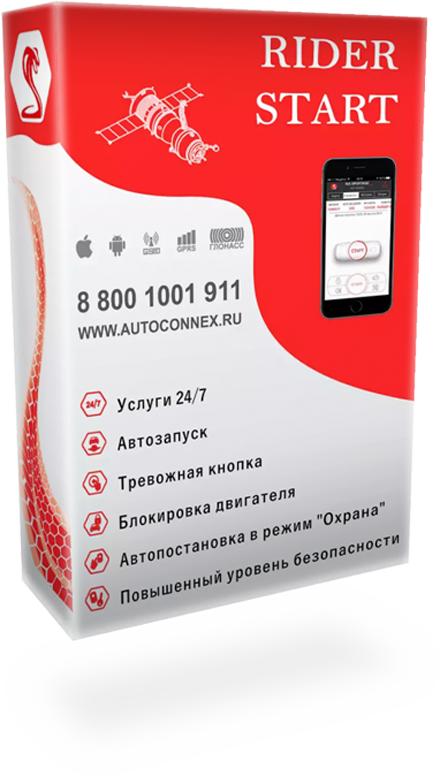 RIDER
START
START
GSM
GPRS
ГЛОНАСС
8 800 1001 911
WWW.AUTOCONNEX.RU
24/7
Услуги 24/7
Автозапуск
Тревожная кнопка
Блокировка двигателя
Автопостановка в режим "Охрана"
Повышенный уровень безопасности